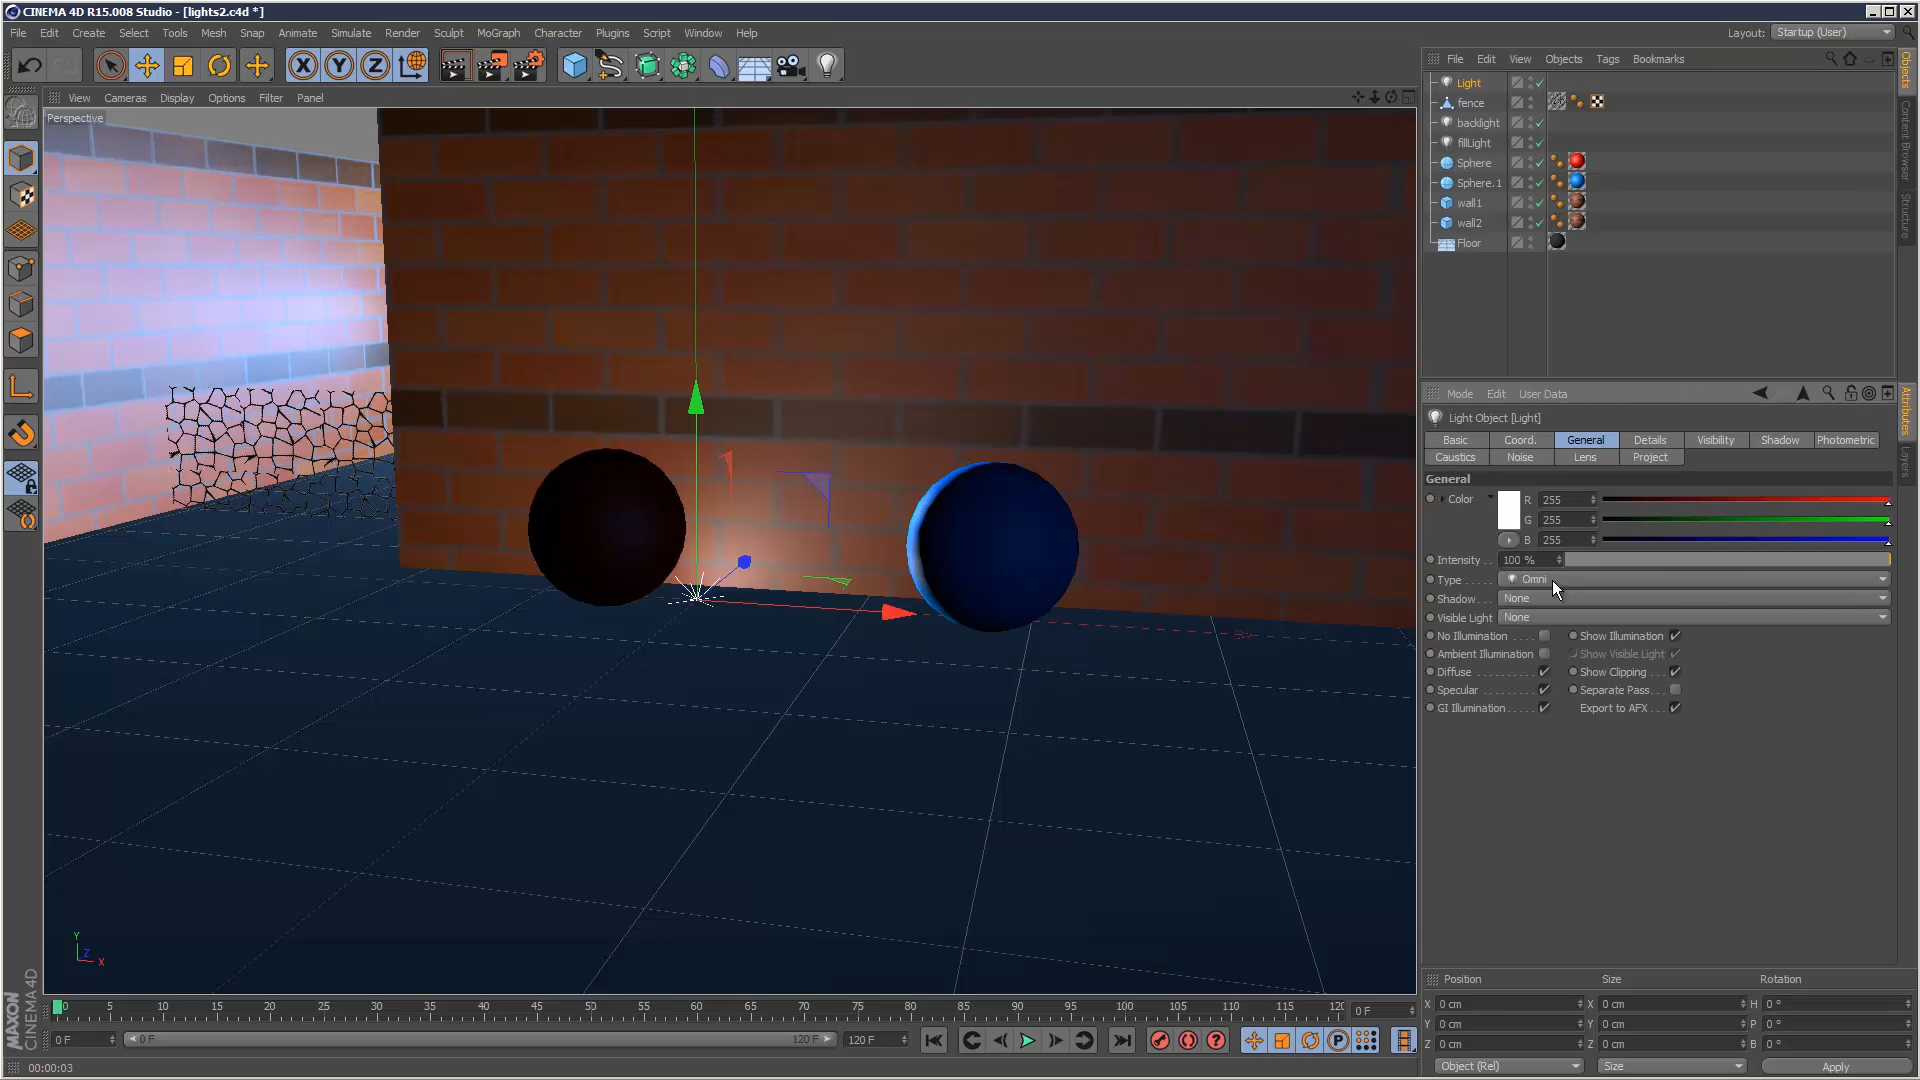 CINEMA 4D R15.008 Studio - [lights2.c4d *]
File Edit Create Select Tools Mesh Snap Animate Simulate Render Sculpt MoGraph Character Plugins Script Window Help
Layout: Startup (User)
X Y Z
File Edit View Objects Tags Bookmarks
View Cameras Display Options Filter Panel
Perspective
Light
fence
backlight
fillLight
Sphere
Sphere.1
wall1
wall2
Floor
Objects
Content Browser
Structure
Mode Edit User Data
Light Object [Light]
Basic Coord. General Details Visibility Shadow Photometric
Caustics Noise Lens Project
Attributes
Layers
General
Color R 255
G 255
B 255
Intensity . . 100 %
Type . . . . . Omni
Shadow . . . None
Visible Light None
No Illumination . . . . Show Illumination
Ambient Illumination Show Visible Light
Diffuse . . . . . . . . . . Show Clipping . . .
Specular . . . . . . . . Separate Pass . . .
GI Illumination . . . . . Export to AFX . . .
Y
Z
X
MAXON
CINEMA 4D
0 5 10 15 20 25 30 35 40 45 50 55 60 65 70 75 80 85 90 95 100 105 110 115 120
0 F
0 F 0 F 120 F 120 F
P
Position Size Rotation
X 0 cm X 0 cm H 0 °
Y 0 cm Y 0 cm P 0 °
Z 0 cm Z 0 cm B 0 °
Object (Rel) Size Apply
00:00:03